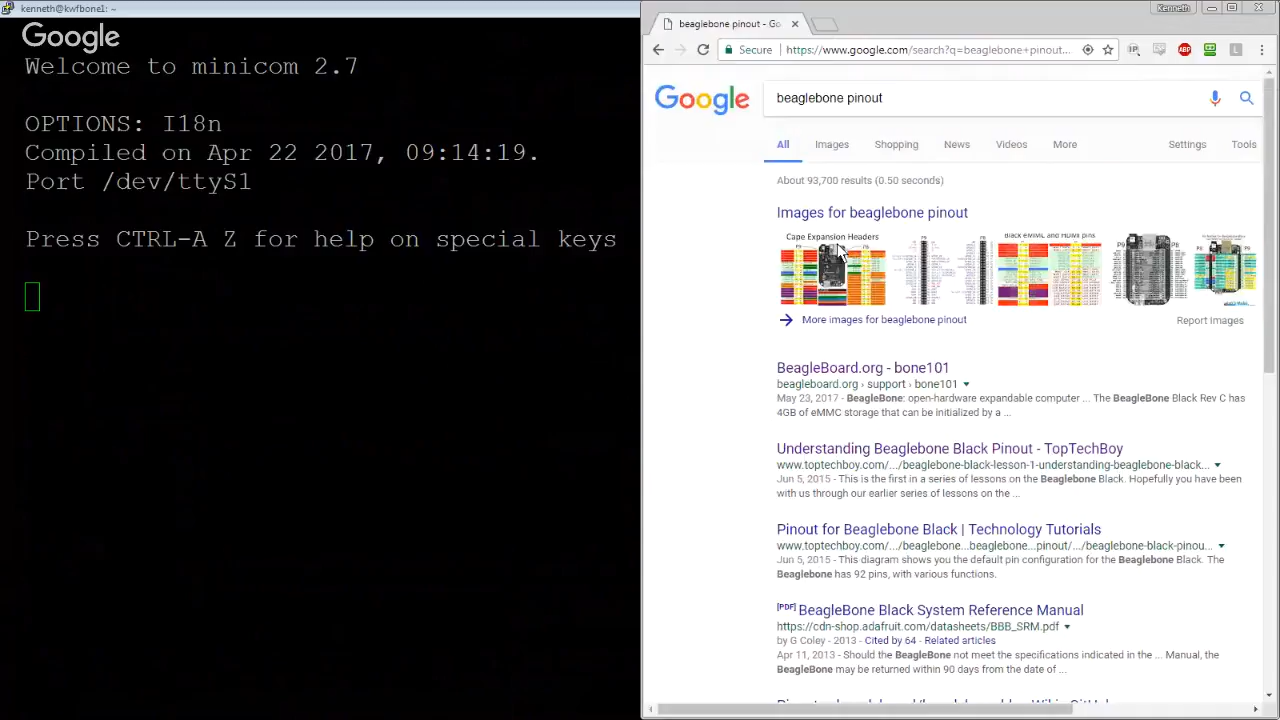 kenneth@kwfbone1: ~
Google
Welcome to minicom 2.7
OPTIONS: I18n
Compiled on Apr 22 2017, 09:14:19.
Port /dev/ttyS1
Press CTRL-A Z for help on special keys
Kenneth
beaglebone pinout - Go
Secure
https://www.google.com/search?q=beaglebone+pinout...
ABP
Google
beaglebone pinout
All Images Shopping News Videos More Settings Tools
About 93,700 results (0.50 seconds)
Images for beaglebone pinout
Cape Expansion Headers
Black eMMC and HDMI pins
P9 P8
More images for beaglebone pinout
Report Images
BeagleBoard.org - bone101
beagleboard.org › support › bone101
May 23, 2017 - BeagleBone: open-hardware expandable computer ... The BeagleBone Black Rev C has
4GB of eMMC storage that can be initialized by a ...
Understanding Beaglebone Black Pinout - TopTechBoy
www.toptechboy.com/.../beaglebone-black-lesson-1-understanding-beaglebone-black...
Jun 5, 2015 - This is the first in a series of lessons on the Beaglebone Black. Hopefully you have been
with us through our earlier series of lessons on the ...
Pinout for Beaglebone Black | Technology Tutorials
www.toptechboy.com/.../beaglebone...beaglebone...pinout/.../beaglebone-black-pinou...
Jun 5, 2015 - This diagram shows you the default pin configuration for the Beaglebone Black. The
Beaglebone has 92 pins, with various functions.
[PDF] BeagleBone Black System Reference Manual
https://cdn-shop.adafruit.com/datasheets/BBB_SRM.pdf
by G Coley - 2013 - Cited by 64 - Related articles
Apr 11, 2013 - Should the BeagleBone not meet the specifications indicated in the ... Manual, the
BeagleBone may be returned within 90 days from the date of ...